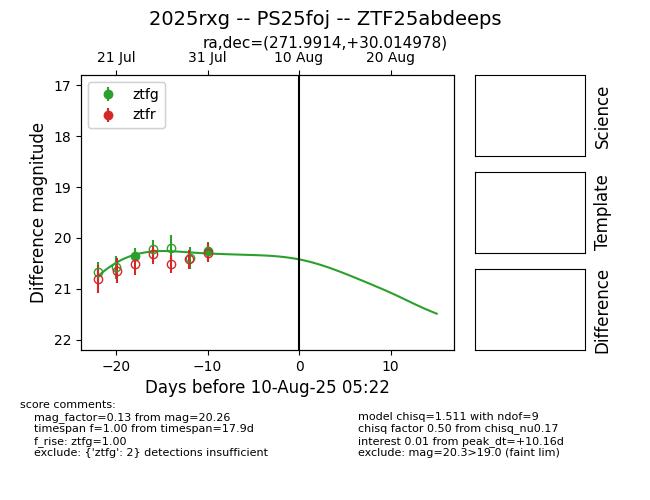 2025rxg -- PS25foj -- ZTF25abdeeps
ra,dec=(271.9914,+30.014978)
21 Jul
31 Jul
10 Aug
20 Aug
ztfg
ztfr
17
18
19
20
21
22
Difference magnitude
−20
−10
0
10
Days before 10-Aug-25 05:22
Science
Template
Difference
score comments:
mag_factor=0.13 from mag=20.26
timespan f=1.00 from timespan=17.9d
f_rise: ztfg=1.00
exclude: {'ztfg': 2} detections insufficient
model chisq=1.511 with ndof=9
chisq factor 0.50 from chisq_nu0.17
interest 0.01 from peak_dt=+10.16d
exclude: mag=20.3>19.0 (faint lim)